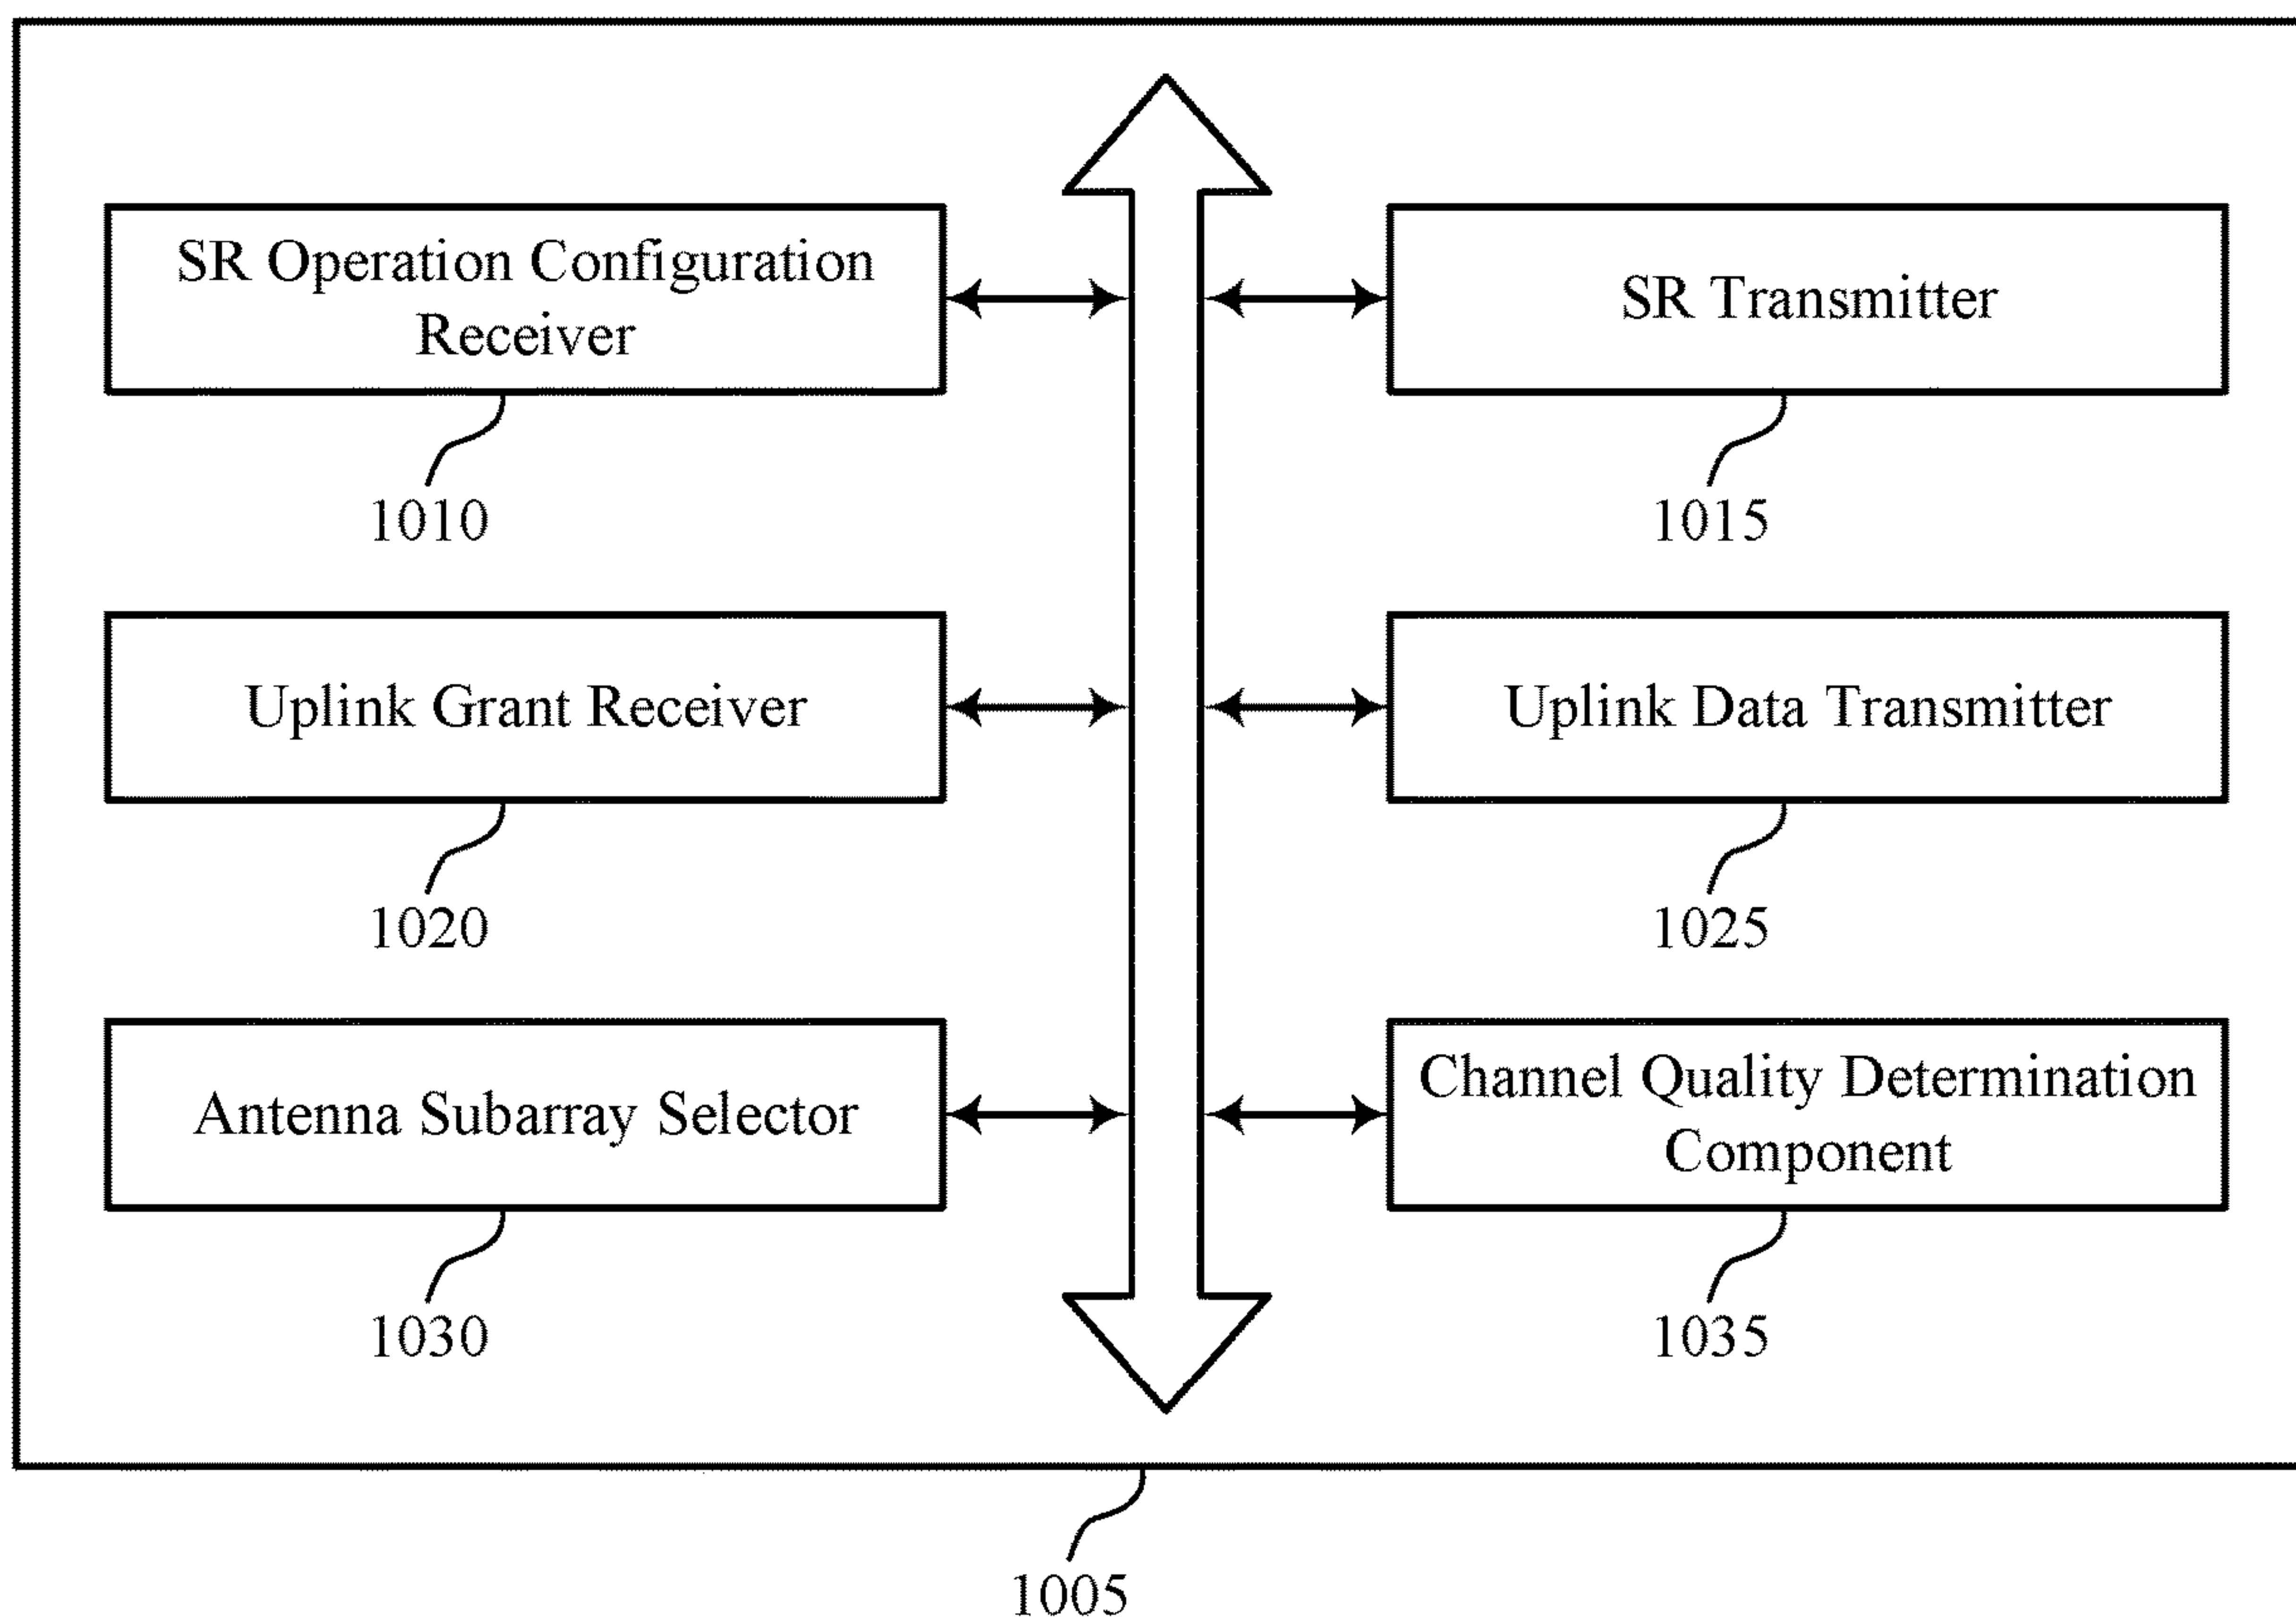 SR Operation Configuration
Receiver
1010
SR Transmitter
1015
Uplink Grant Receiver
1020
Uplink Data Transmitter
1025
Antenna Subarray Selector
1030
Channel Quality Determination
Component
1035
1005